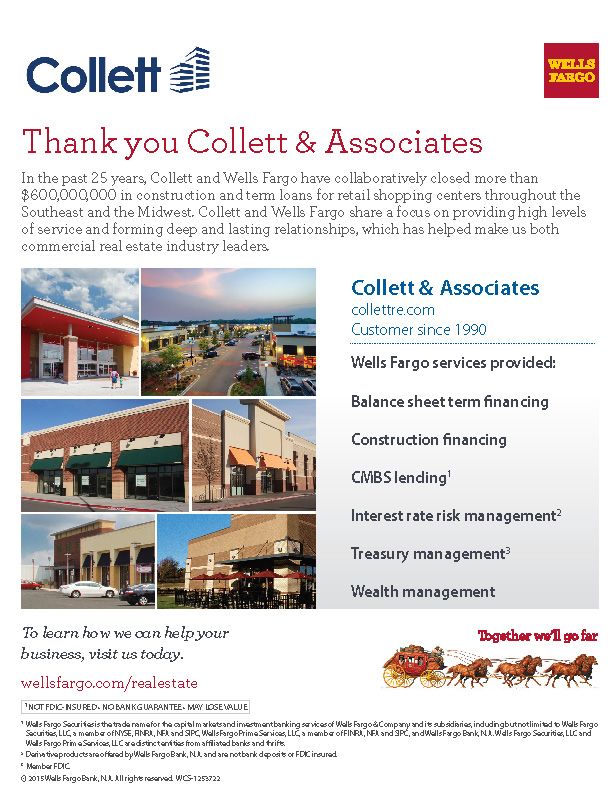 Collett
WELLS
FARGO
Thank you Collett & Associates
In the past 25 years, Collett and Wells Fargo have collaboratively closed more than
$600,000,000 in construction and term loans for retail shopping centers throughout the
Southeast and the Midwest. Collett and Wells Fargo share a focus on providing high levels
of service and forming deep and lasting relationships, which has helped make us both
commercial real estate industry leaders.
Collett & Associates
collettre.com
Customer since 1990
Wells Fargo services provided:
Balance sheet term financing
Construction financing
CMBS lending¹
Interest rate risk management²
Treasury management³
Wealth management
To learn how we can help your
business, visit us today.
wellsfargo.com/realestate
Together we'll go far
¹ NOT FDIC-INSURED • NO BANK GUARANTEE • MAY LOSE VALUE
¹ Wells Fargo Securities is the trade name for the capital markets and investment banking services of Wells Fargo & Company and its subsidiaries, including but not limited to Wells Fargo
Securities, LLC, a member of NYSE, FINRA, NFA and SIPC, Wells Fargo Prime Services, LLC, a member of FINRA, NFA and SIPC, and Wells Fargo Bank, N.A. Wells Fargo Securities, LLC and
Wells Fargo Prime Services, LLC are distinct entities from affiliated banks and thrifts.
Derivative products are offered by Wells Fargo Bank, N.A. and are not bank deposits or FDIC insured.
Member FDIC.
© 2015 Wells Fargo Bank, N.A. All rights reserved. WCS-1253722